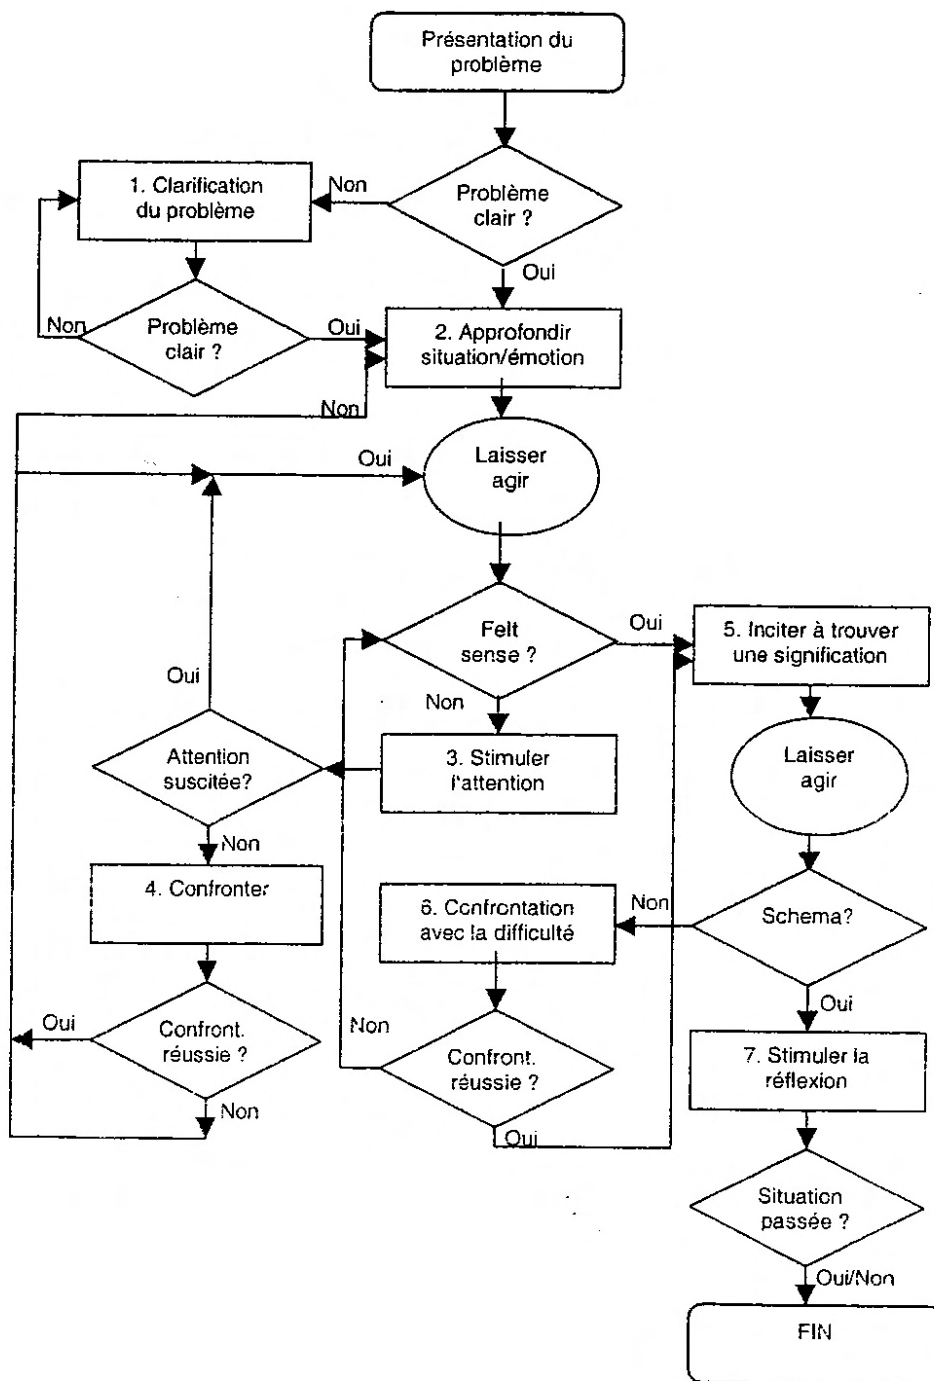 Présentation du
problème
Non
1. Clarification
du problème
Problème
clair ?
Oui
Non
Problème
clair ?
Oui
2. Approfondir
situation/émotion
Non
Oui
Laisser
agir
Felt
sense ?
Oui
5. Inciter à trouver
une signification
Oui
Non
Attention
suscitée?
3. Stimuler
l'attention
Laisser
agir
Non
4. Confronter
6. Confrontation
avec la difficulté
Non
Schema?
Oui
Oui
Confront.
réussie ?
Non
Confront.
réussie ?
7. Stimuler la
réflexion
Non
Oui
Situation
passée ?
Oui/Non
FIN